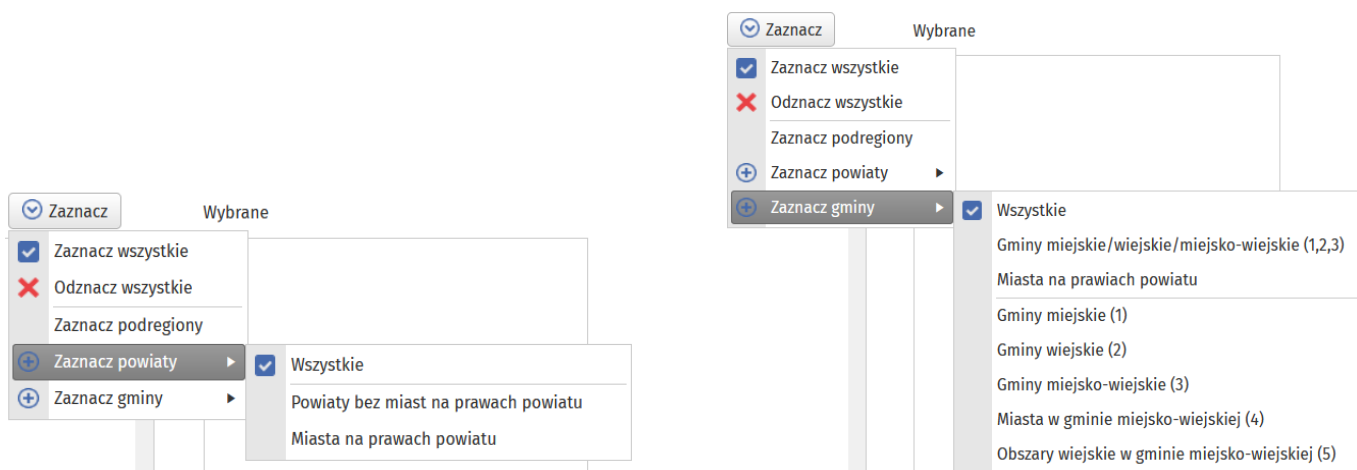 Zaznacz
Wybrane
Zaznacz wszystkie
Odznacz wszystkie
Zaznacz podregiony
Zaznacz powiaty
Zaznacz gminy
Wszystkie
Powiaty bez miast na prawach powiatu
Miasta na prawach powiatu
Zaznacz
Wybrane
Zaznacz wszystkie
Odznacz wszystkie
Zaznacz podregiony
Zaznacz powiaty
Zaznacz gminy
Wszystkie
Gminy miejskie/wiejskie/miejsko-wiejskie (1,2,3)
Miasta na prawiach powiatu
Gminy miejskie (1)
Gminy wiejskie (2)
Gminy miejsko-wiejskie (3)
Miasta w gminie miejsko-wiejskiej (4)
Obszary wiejskie w gminie miejsko-wiejskiej (5)